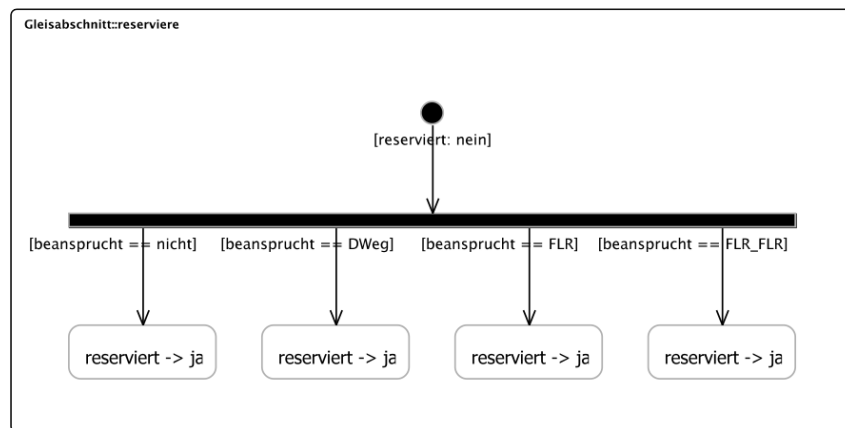 Gleisabschnitt::reserviere
[reserviert: nein]
[beansprucht == nicht] [beansprucht == DWeg] [beansprucht == FLR] [beansprucht == FLR_FLR]
reserviert -> ja reserviert -> ja reserviert -> ja reserviert -> ja